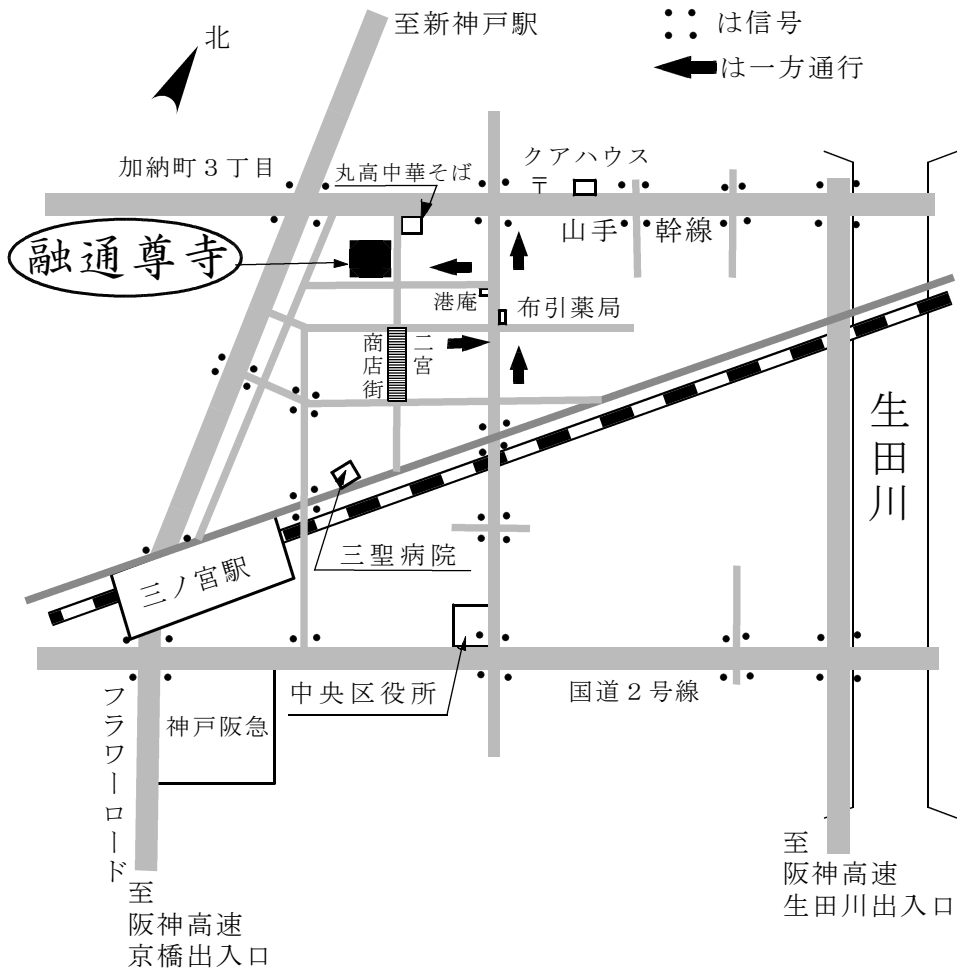 至新神戸駅
は信号
北
は一方通行
加納町3丁目
丸高中華そば
クアハウス
〒
山手 幹線
融通尊寺
港庵
布引薬局
二宮
商店街
生田川
三聖病院
三ノ宮駅
中央区役所
国道2号線
フラワーロード
神戸阪急
至
阪神高速
京橋出入口
至
阪神高速
生田川出入口